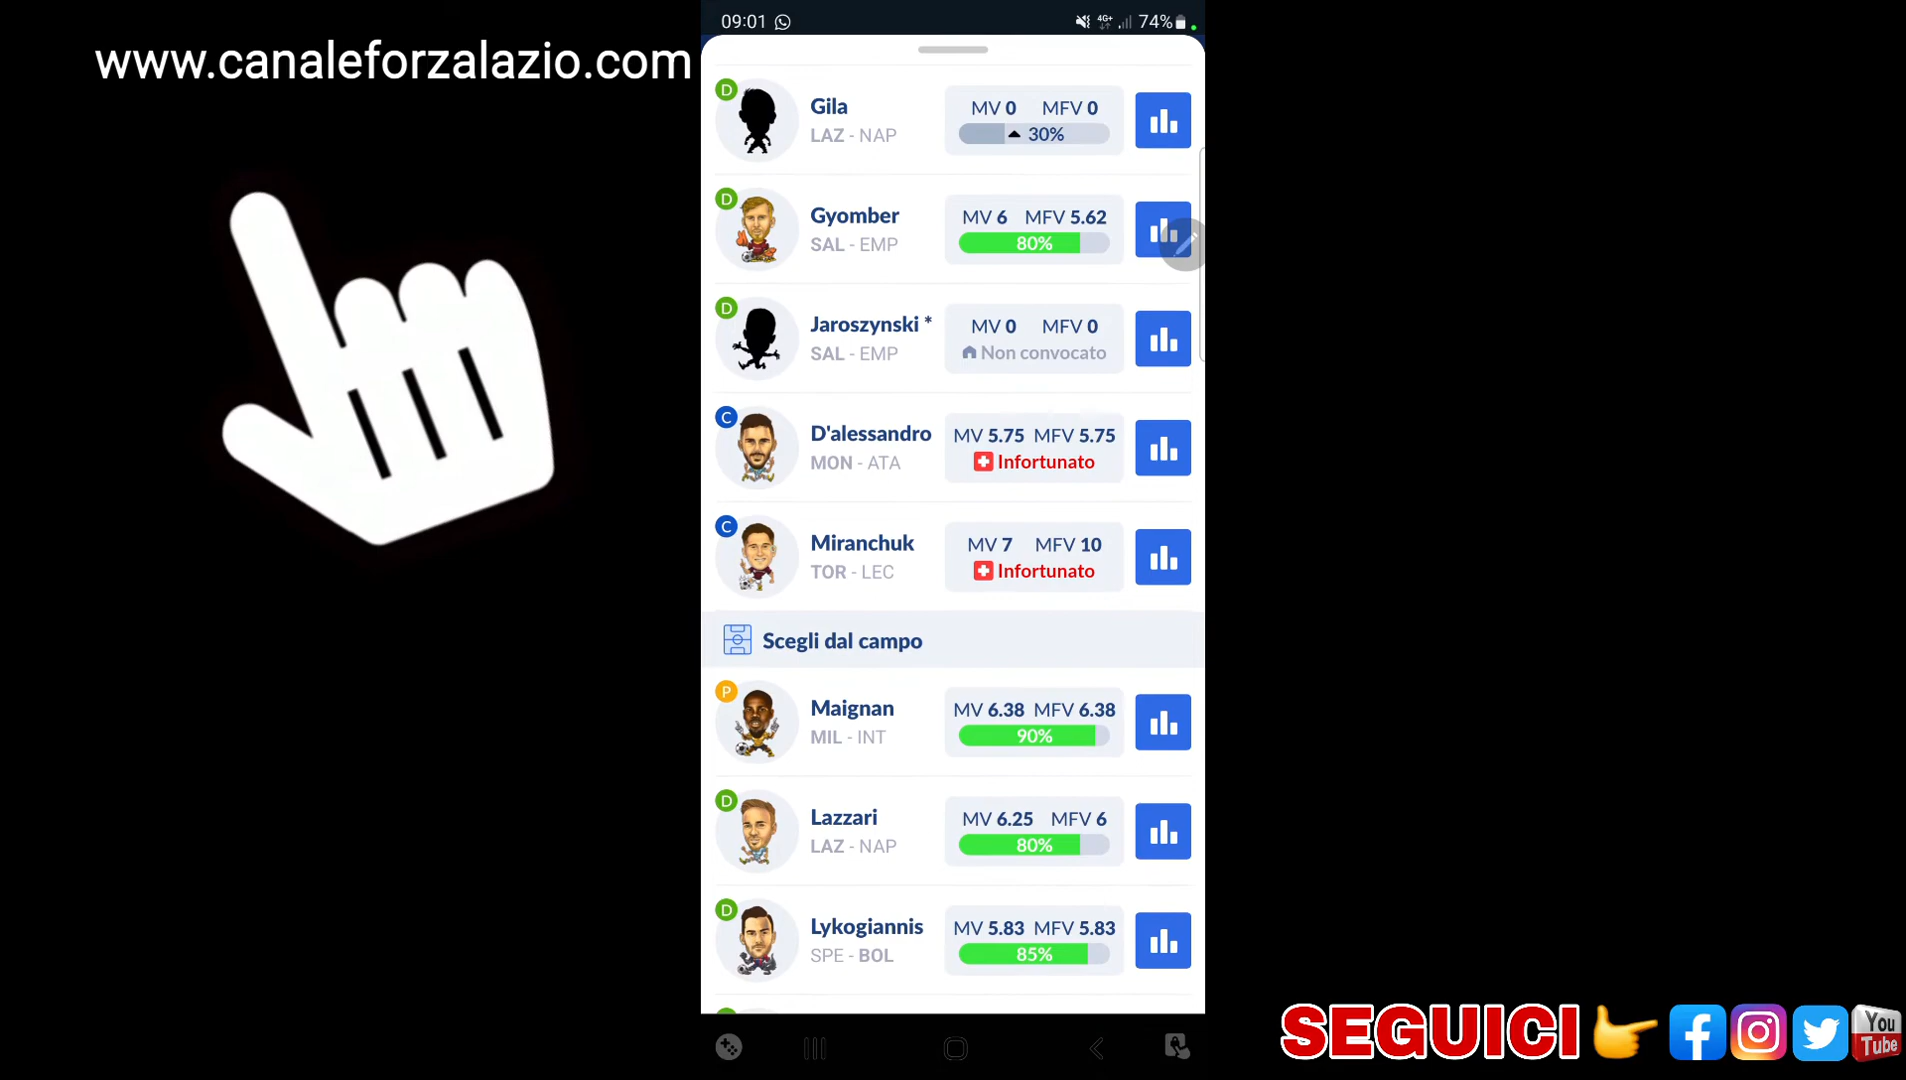 www.canaleforzalazio.com
09:01
4G+
74%
D
Gila
LAZ - NAP
MV 0 MFV 0
30%
D
Gyomber
SAL - EMP
MV 6 MFV 5.62
80%
D
Jaroszynski *
SAL - EMP
MV 0 MFV 0
Non convocato
C
D'alessandro
MON - ATA
MV 5.75 MFV 5.75
Infortunato
C
Miranchuk
TOR - LEC
MV 7 MFV 10
Infortunato
Scegli dal campo
P
Maignan
MIL - INT
MV 6.38 MFV 6.38
90%
D
Lazzari
LAZ - NAP
MV 6.25 MFV 6
80%
D
Lykogiannis
SPE - BOL
MV 5.83 MFV 5.83
85%
SEGUICI
You
Tube